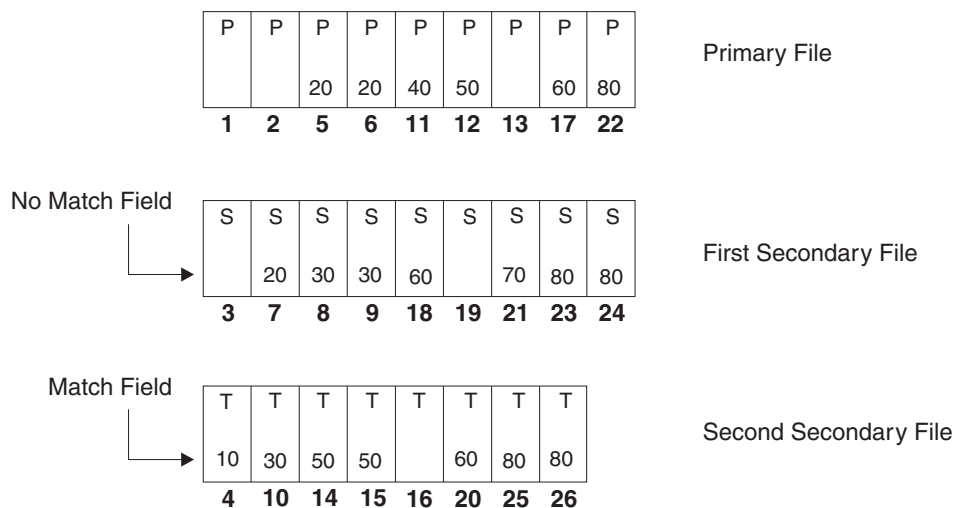 P P P P P P P P P
20 20 40 50 60 80
1 2 5 6 11 12 13 17 22
Primary File
No Match Field
S S S S S S S S S
20 30 30 60 70 80 80
3 7 8 9 18 19 21 23 24
First Secondary File
Match Field
T T T T T T T T
10 30 50 50 60 80 80
4 10 14 15 16 20 25 26
Second Secondary File